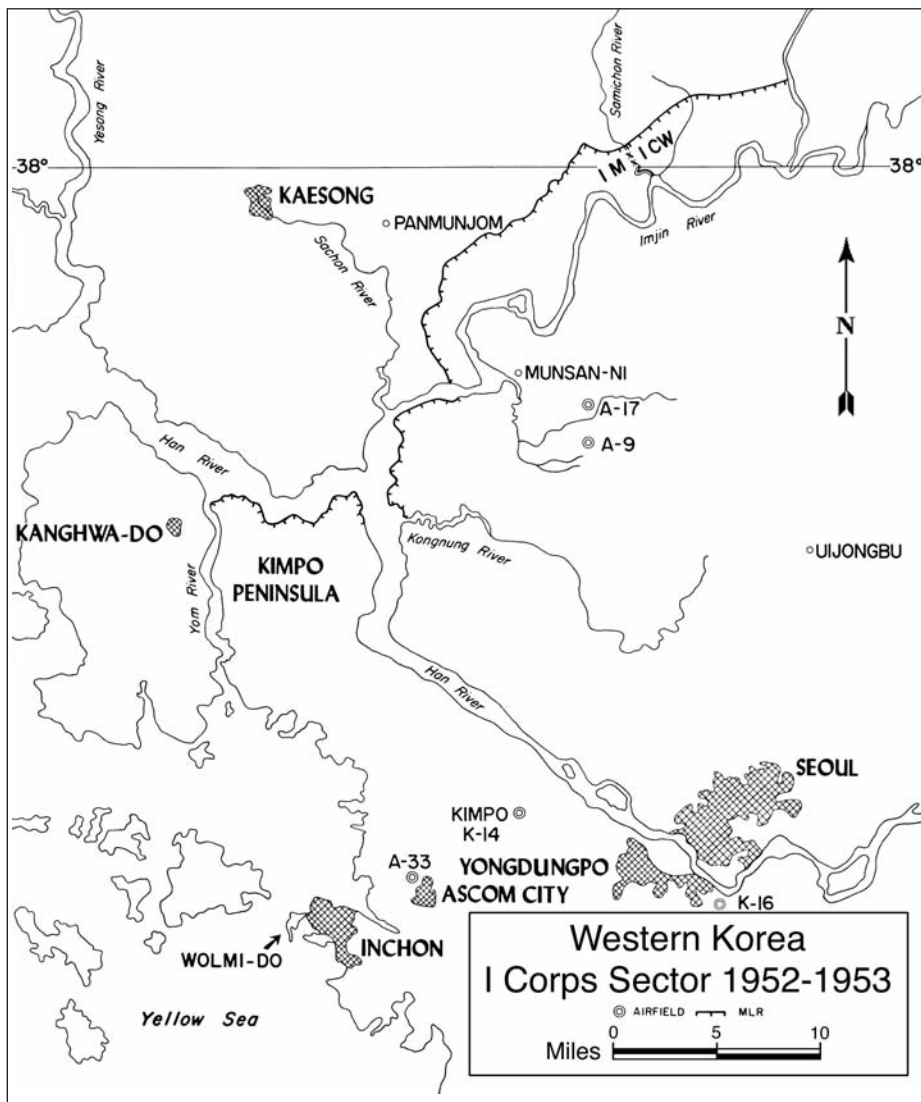 Yesong River
Samichon River
38°
38°
I M
I CW
KAESONG
PANMUNJOM
Sachon River
Imjin River
N
MUNSAN-NI
A-17
A-9
Han River
KANGHWA-DO
Kongnung River
UIJONGBU
KIMPO
PENINSULA
Yom River
Han River
SEOUL
KIMPO
K-14
A-33
YONGDUNGPO
ASCOM CITY
K-16
INCHON
WOLMI-DO
Yellow Sea
Western Korea
I Corps Sector 1952-1953
AIRFIELD MLR
Miles 0 5 10